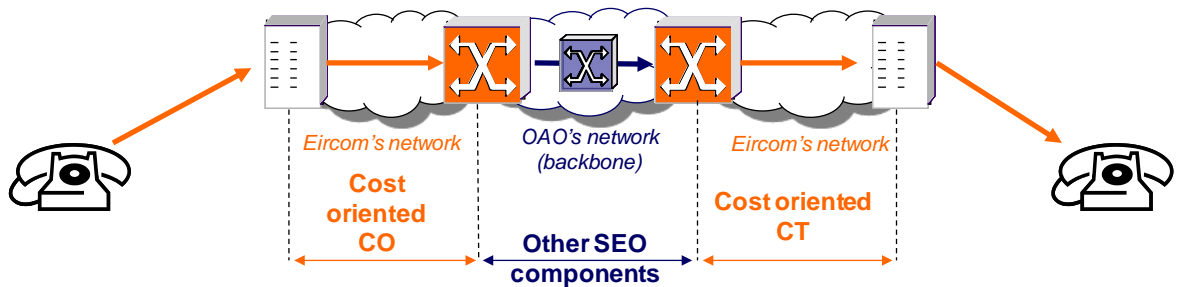 Eircom's network
OAO's network
(backbone)
Eircom's network
Cost
oriented
CO
Other SEO
components
Cost oriented
CT